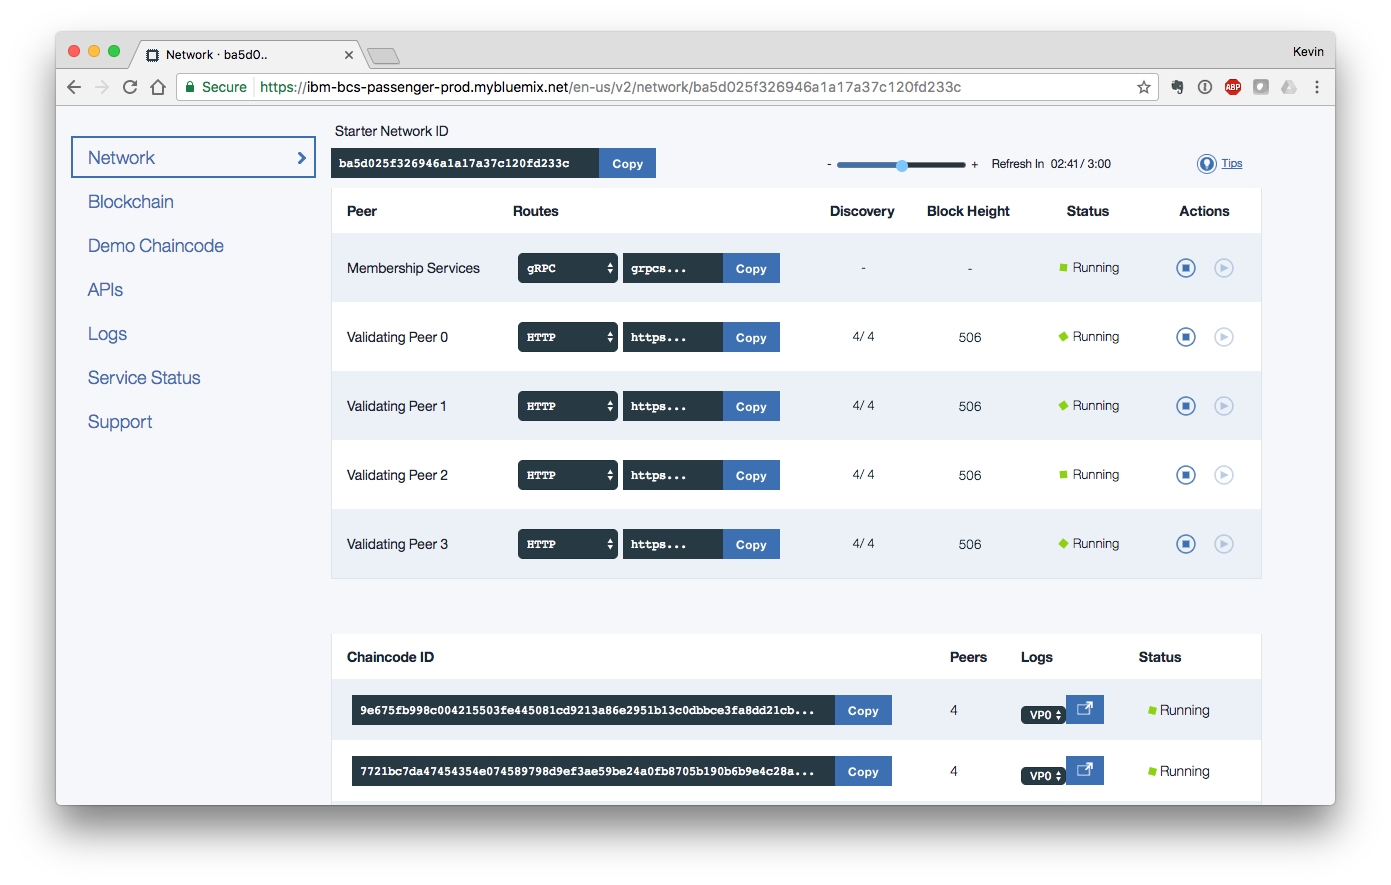 Network · ba5d0..
Kevin
Secure https://ibm-bcs-passenger-prod.mybluemix.net/en-us/v2/network/ba5d025f326946a1a17a37c120fd233c
ABP
Starter Network ID
ba5d025f326946a1a17a37c120fd233c Copy - + Refresh In 02:41 / 3:00 Tips
Network
Blockchain
Demo Chaincode
APIs
Logs
Service Status
Support
Peer Routes Discovery Block Height Status Actions
Membership Services gRPC grpcs... Copy - - Running
Validating Peer 0 HTTP https... Copy 4/ 4 506 Running
Validating Peer 1 HTTP https... Copy 4/ 4 506 Running
Validating Peer 2 HTTP https... Copy 4/ 4 506 Running
Validating Peer 3 HTTP https... Copy 4/ 4 506 Running
Chaincode ID Peers Logs Status
9e675fb998c004215503fe445081cd9213a86e2951b13c0dbbce3fa8dd21cb... Copy 4 VP0 Running
7721bc7da47454354e074589798d9ef3ae59be24a0fb8705b190b6b9e4c28a... Copy 4 VP0 Running